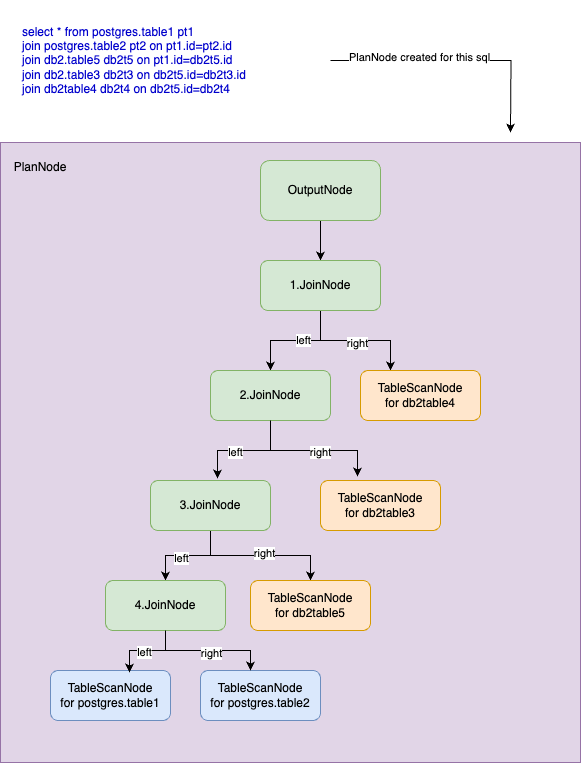 select * from postgres.table1 pt1
join postgres.table2 pt2 on pt1.id=pt2.id
join db2.table5 db2t5 on pt1.id=db2t5.id
join db2.table3 db2t3 on db2t5.id=db2t3.id
join db2table4 db2t4 on db2t5.id=db2t4
PlanNode created for this sql
PlanNode
OutputNode
1.JoinNode
left
right
2.JoinNode
TableScanNode
for db2table4
left
right
3.JoinNode
TableScanNode
for db2table3
left
right
4.JoinNode
TableScanNode
for db2table5
left
right
TableScanNode
for postgres.table1
TableScanNode
for postgres.table2